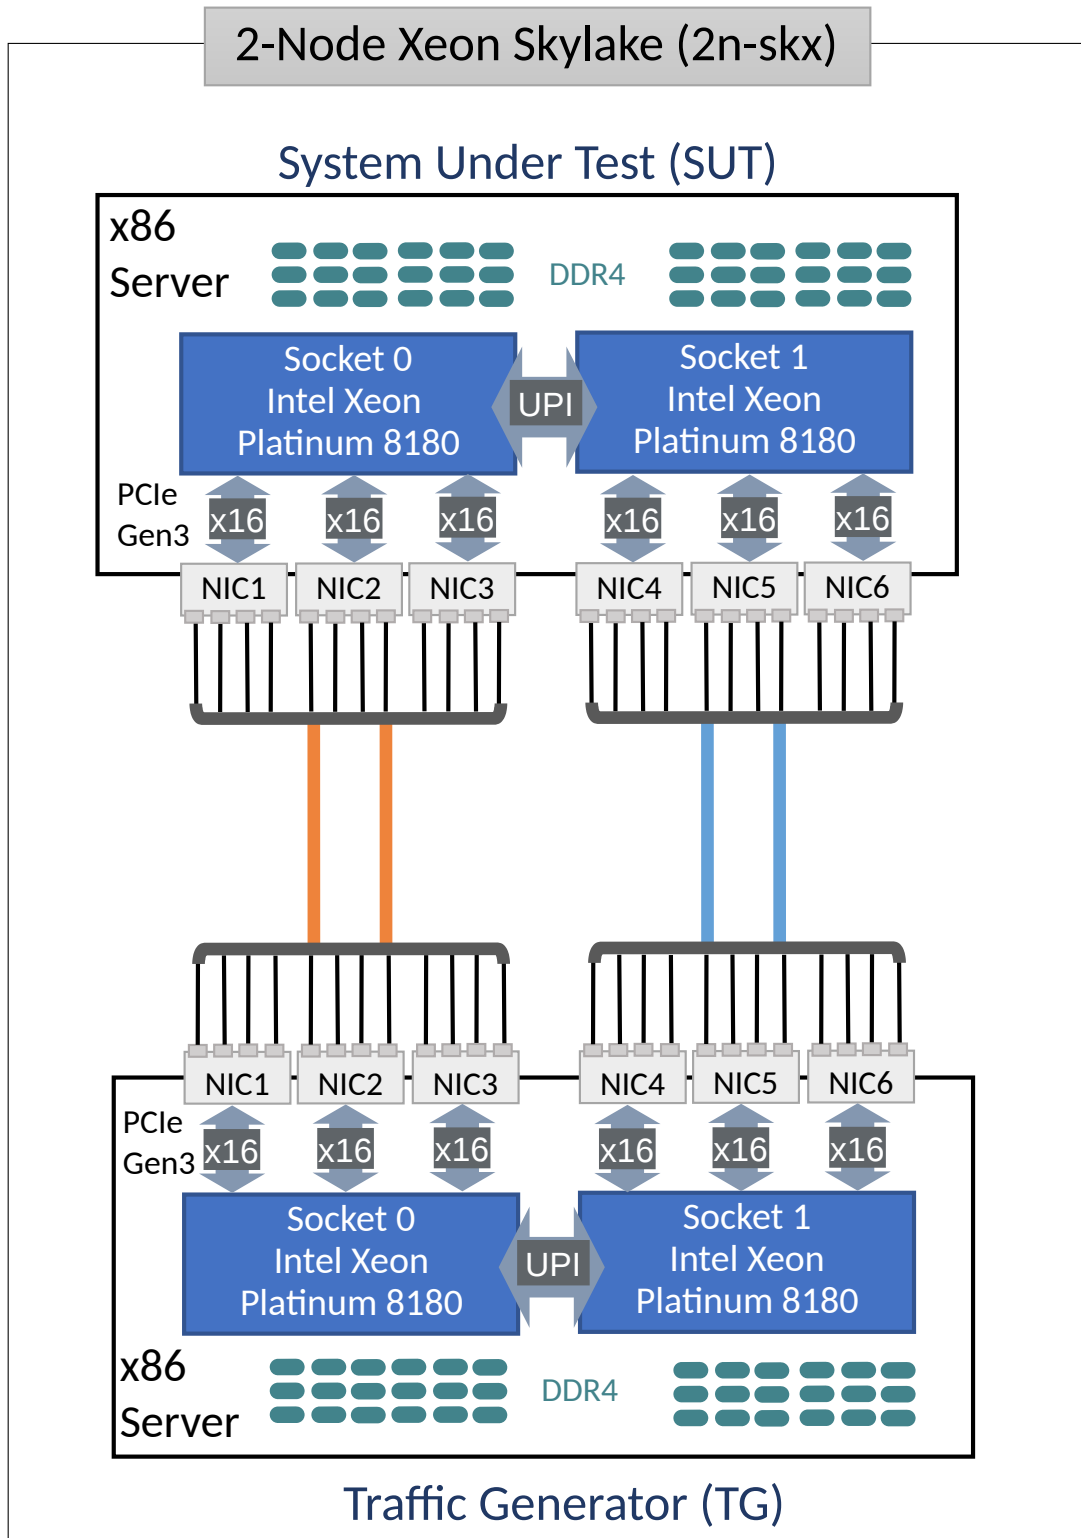 2-Node Xeon Skylake (2n-skx)
System Under Test (SUT)
x86
Server
DDR4
Socket 0
Intel Xeon
Platinum 8180
UPI
Socket 1
Intel Xeon
Platinum 8180
PCIe
Gen3
x16
x16
x16
x16
x16
x16
NIC1
NIC2
NIC3
NIC4
NIC5
NIC6
NIC1
NIC2
NIC3
NIC4
NIC5
NIC6
PCIe
Gen3
x16
x16
x16
x16
x16
x16
Socket 0
Intel Xeon
Platinum 8180
UPI
Socket 1
Intel Xeon
Platinum 8180
x86
Server
DDR4
Traffic Generator (TG)